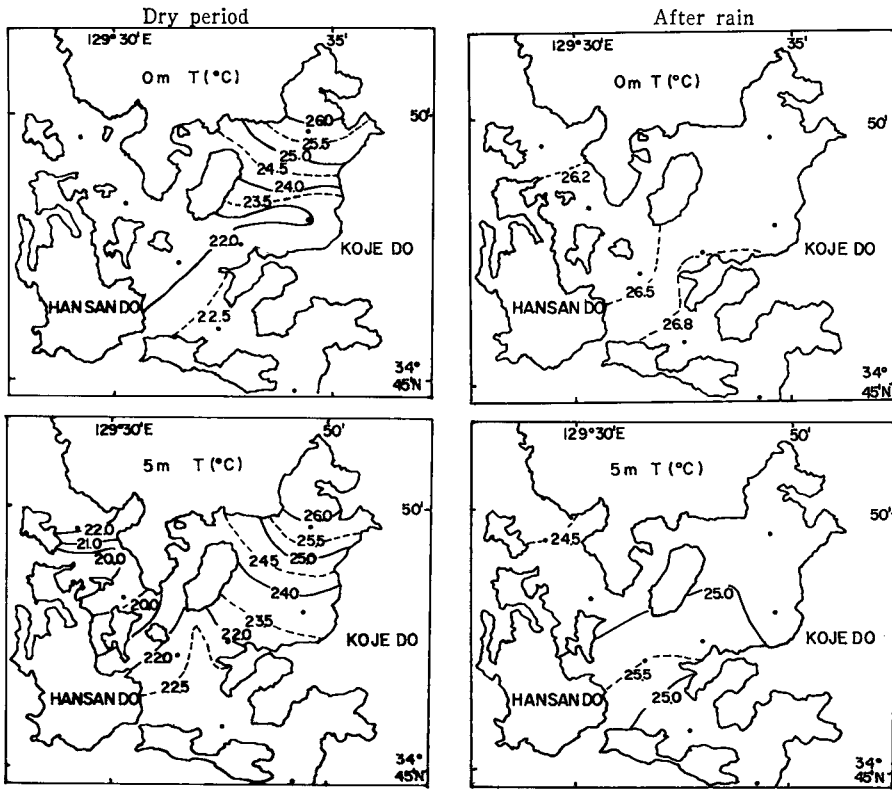 Dry period
129° 30'E
35'
0m T (°C)
50'
26.0
25.5
25.0
24.5
24.0
23.5
22.0
KOJE DO
HANSAN DO
22.5
34°
45'N
After rain
129° 30'E
35'
0m T (°C)
50'
26.2
KOJE DO
26.5
HANSAN DO
26.8
34°
45'N
129° 30'E
50'
5m T (°C)
50'
26.0
22.0
21.0
25.5
24.5
25.0
20.0
24.0
20.0
23.5
22.0
22.0
KOJE DO
22.5
HANSAN DO
34°
45'N
129° 30'E
50'
5m T (°C)
50'
24.5
25.0
KOJE DO
25.5
HANSAN DO
25.0
34°
45'N